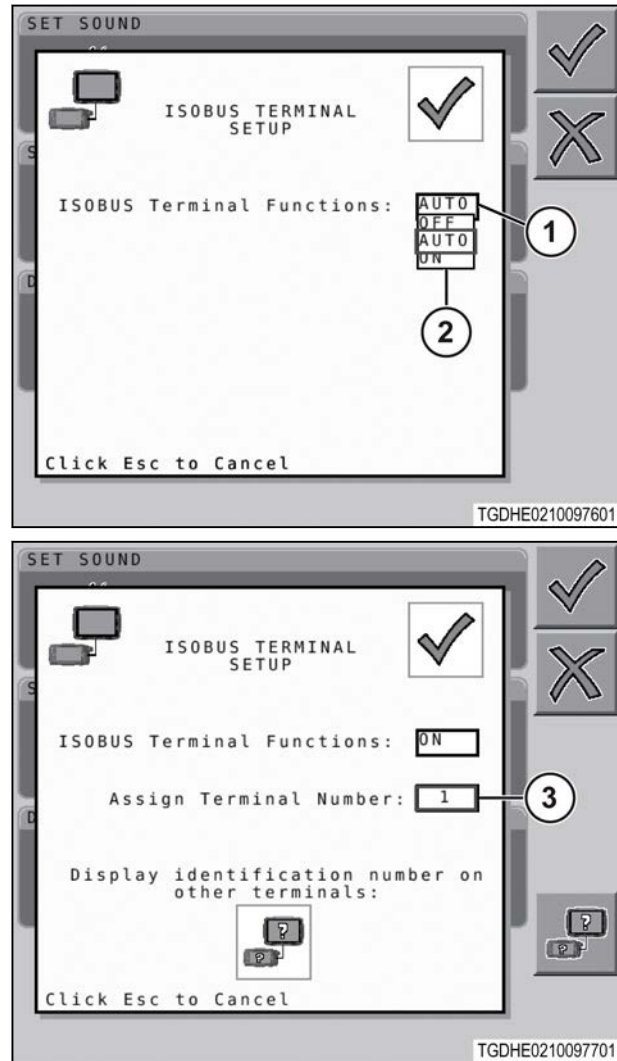 SET SOUND
ISOBUS TERMINAL
SETUP
ISOBUS Terminal Functions:
AUTO
OFF
AUTO
ON
1
2
S
D
Click Esc to Cancel
TGDHE0210097601
SET SOUND
ISOBUS TERMINAL
SETUP
ISOBUS Terminal Functions:
ON
Assign Terminal Number:
1
3
S
D
Display identification number on
other terminals:
?
?
?
?
Click Esc to Cancel
TGDHE0210097701